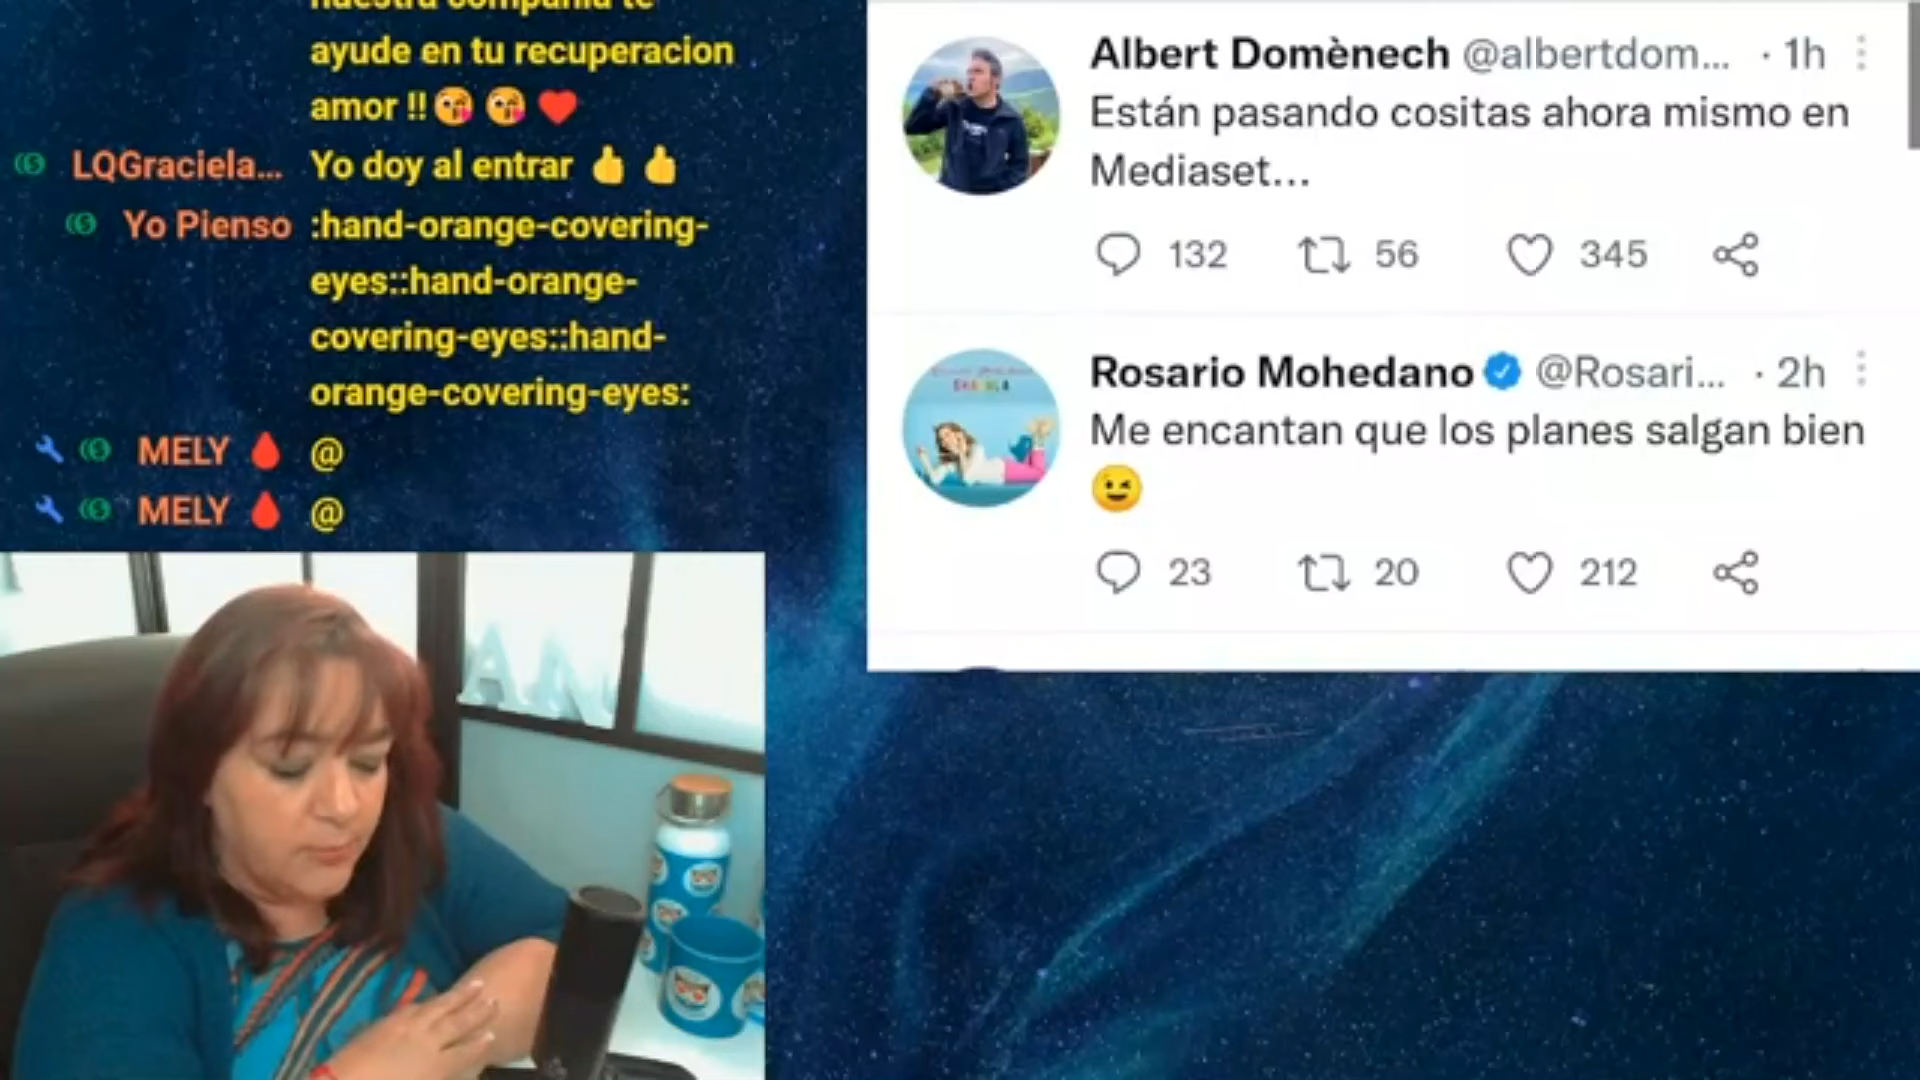 ayude en tu recuperacion
amor !! 😘 😘 ❤️
LQGraciela... Yo doy al entrar 👍 👍
Yo Pienso :hand-orange-covering-
eyes::hand-orange-
covering-eyes::hand-
orange-covering-eyes:
MELY 🩸 @
MELY 🩸 @
Albert Domènech @albertdom... · 1h
Están pasando cositas ahora mismo en
Mediaset...
132 56 345
Rosario Mohedano @Rosari... · 2h
Me encantan que los planes salgan bien
😉
23 20 212
AN